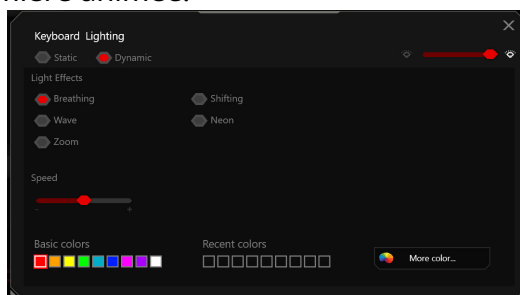 Keyboard Lighting
Static Dynamic
Light Effects
Breathing Shifting
Wave Neon
Zoom
Speed
- +
Basic colors Recent colors
More color...